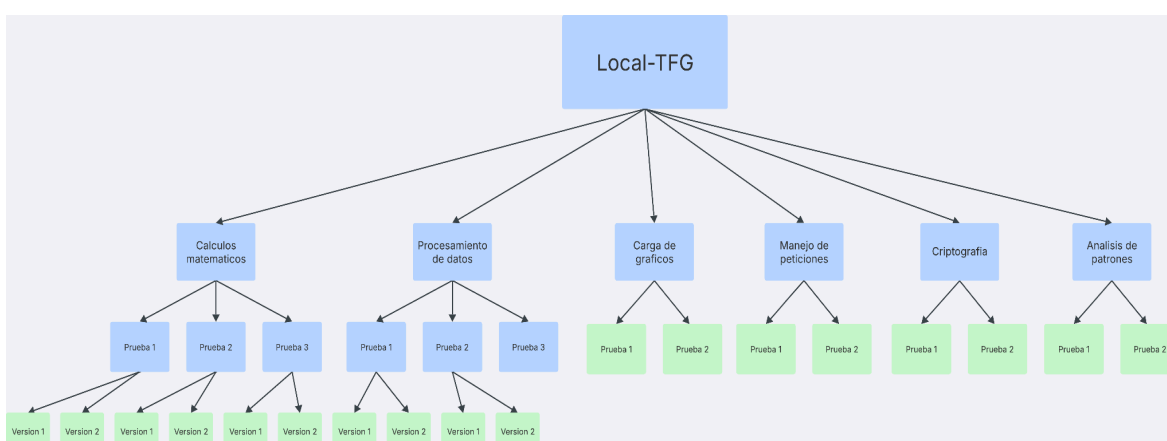 Local-TFG
Calculos
matematicos
Procesamiento
de datos
Carga de
graficos
Manejo de
peticiones
Criptografia
Analisis de
patrones
Prueba 1
Prueba 2
Prueba 3
Prueba 1
Prueba 2
Prueba 3
Prueba 1
Prueba 2
Prueba 1
Prueba 2
Prueba 1
Prueba 2
Prueba 1
Prueba 2
Version 1
Version 2
Version 1
Version 2
Version 1
Version 2
Version 1
Version 2
Version 1
Version 2